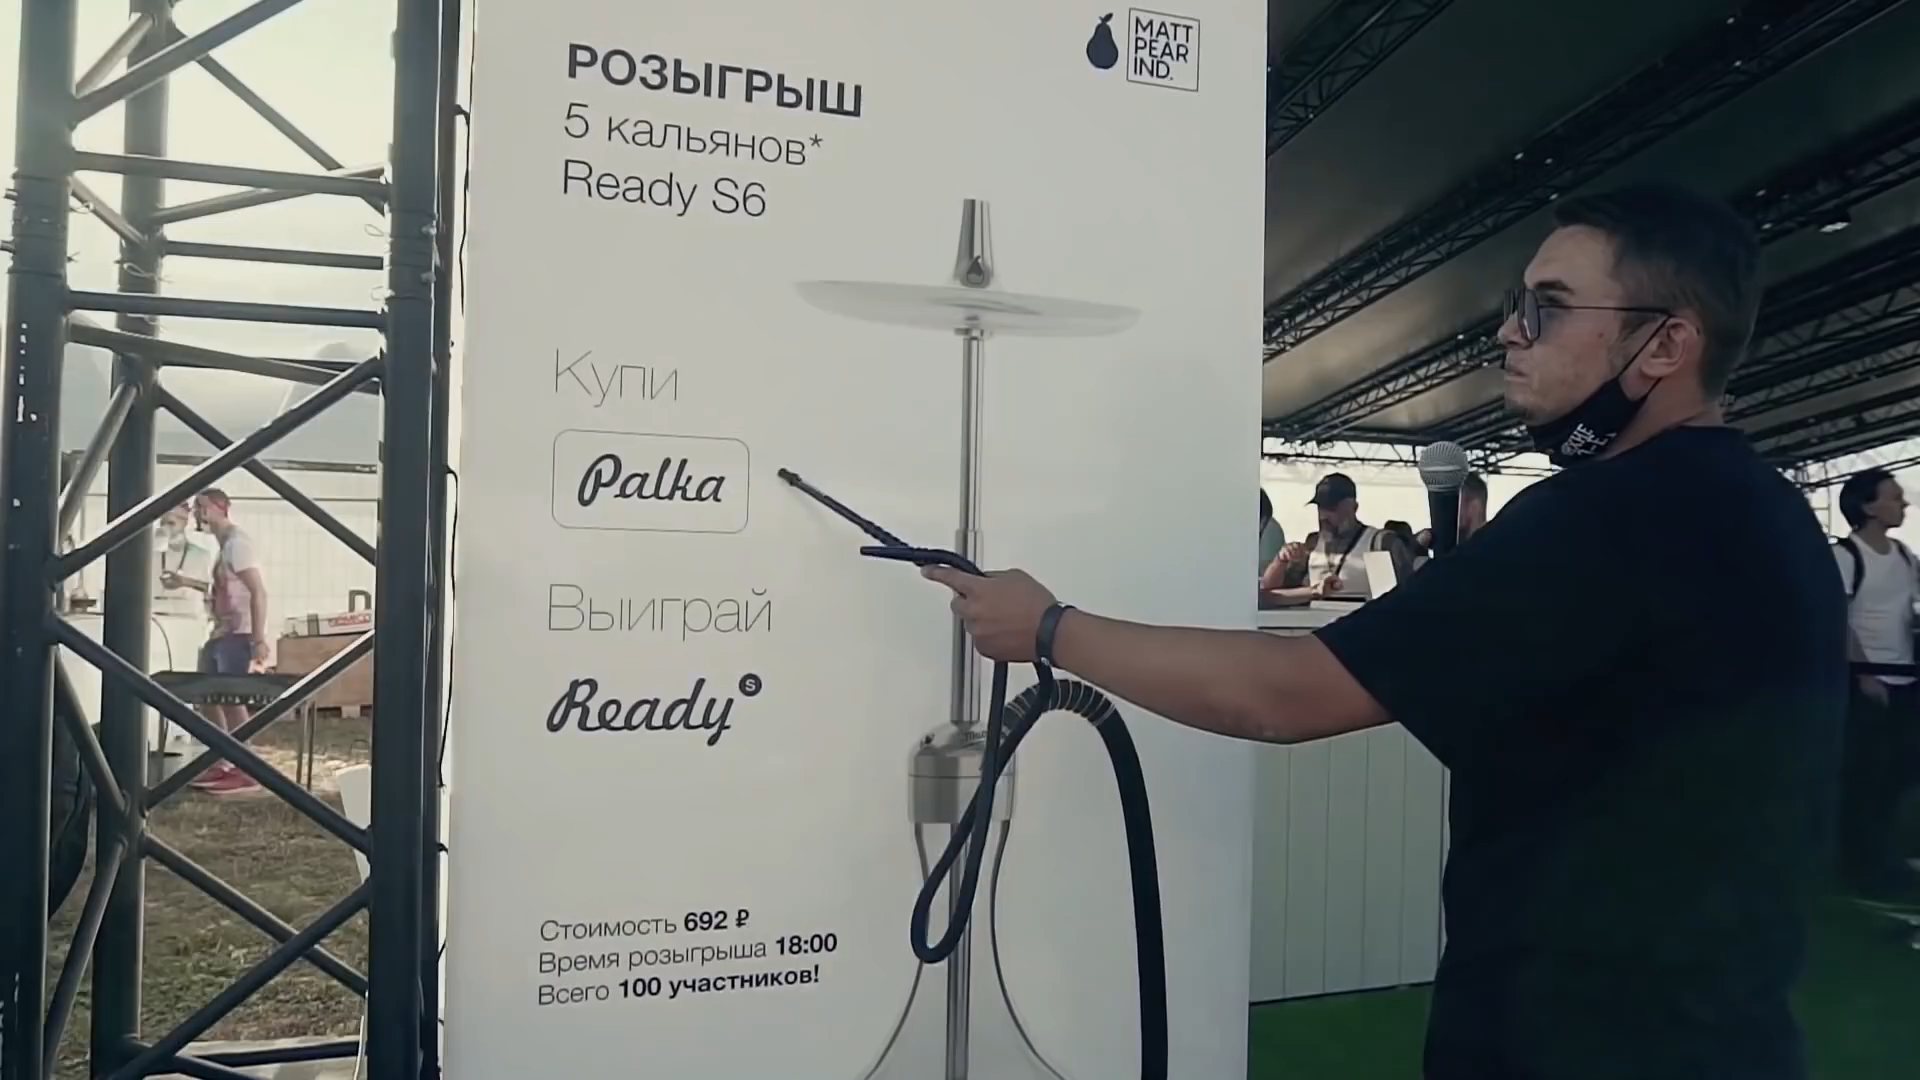 РОЗЫГРЫШ
5 кальянов*
Ready S6
MATT
PEAR
IND.
Купи
Palka
Выиграй
Ready S
Стоимость 692 ₽
Время розыгрыша 18:00
Всего 100 участников!